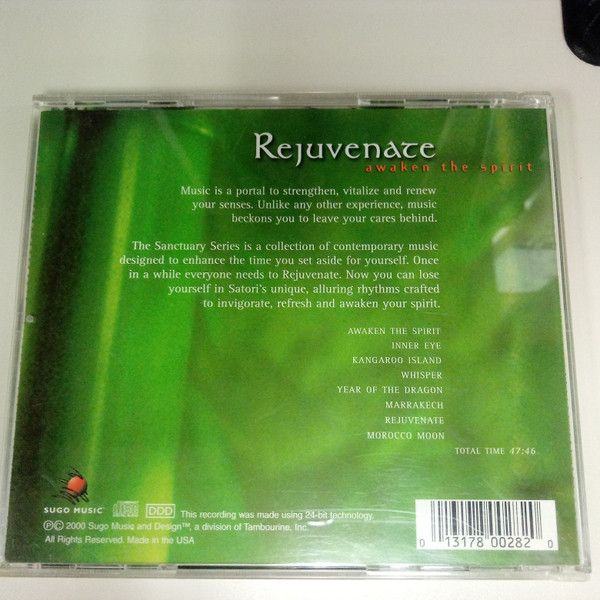 Rejuvenate
awaken the spirit
Music is a portal to strengthen, vitalize and renew
your senses. Unlike any other experience, music
beckons you to leave your cares behind.
The Sanctuary Series is a collection of contemporary music
designed to enhance the time you set aside for yourself. Once
in a while everyone needs to Rejuvenate. Now you can lose
yourself in Satori's unique, alluring rhythms crafted
to invigorate, refresh and awaken your spirit.
AWAKEN THE SPIRIT
INNER EYE
KANGAROO ISLAND
WHISPER
YEAR OF THE DRAGON
MARRAKECH
REJUVENATE
MOROCCO MOON
TOTAL TIME 47:46
SUGO MUSIC
DDD
This recording was made using 24-bit technology.
ⓅⒸ 2000 Sugo Music and Design™, a division of Tambourine, Inc.
All Rights Reserved. Made in the USA
0 13178 00282 0